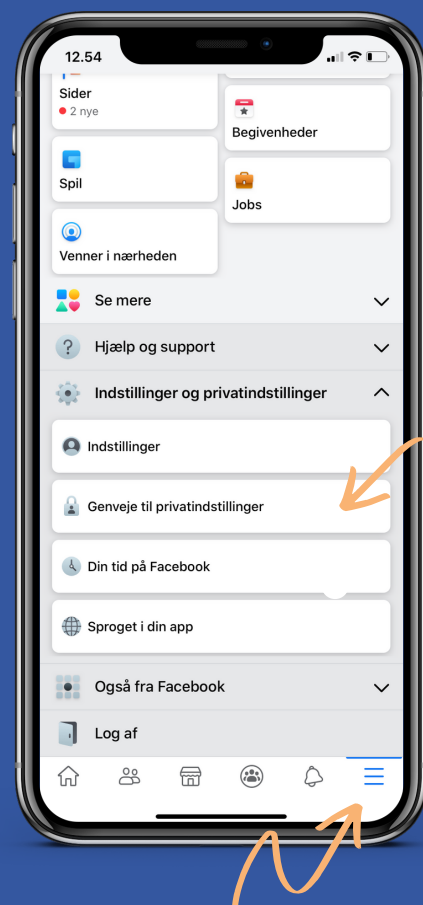 12.54
Sider
2 nye
Begivenheder
Spil
Jobs
Venner i nærheden
Se mere
Hjælp og support
Indstillinger og privatindstillinger
Indstillinger
Genveje til privatindstillinger
Din tid på Facebook
Sproget i din app
Også fra Facebook
Log af